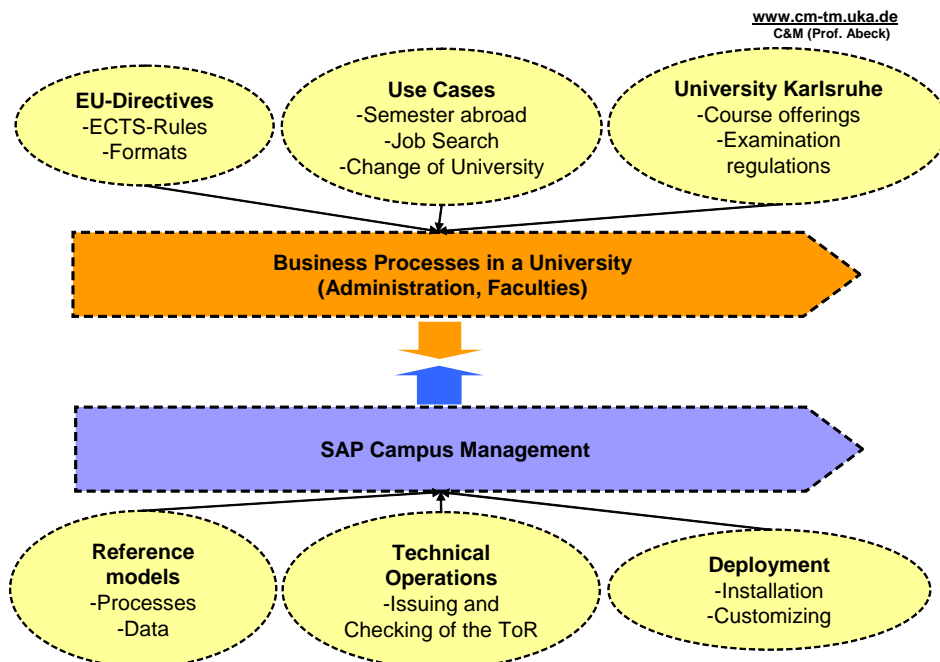 www.cm-tm.uka.de
C&M (Prof. Abeck)
EU-Directives
-ECTS-Rules
-Formats
Use Cases
-Semester abroad
-Job Search
-Change of University
University Karlsruhe
-Course offerings
-Examination
regulations
Business Processes in a University
(Administration, Faculties)
SAP Campus Management
Reference
models
-Processes
-Data
Technical
Operations
-Issuing and
Checking of the ToR
Deployment
-Installation
-Customizing